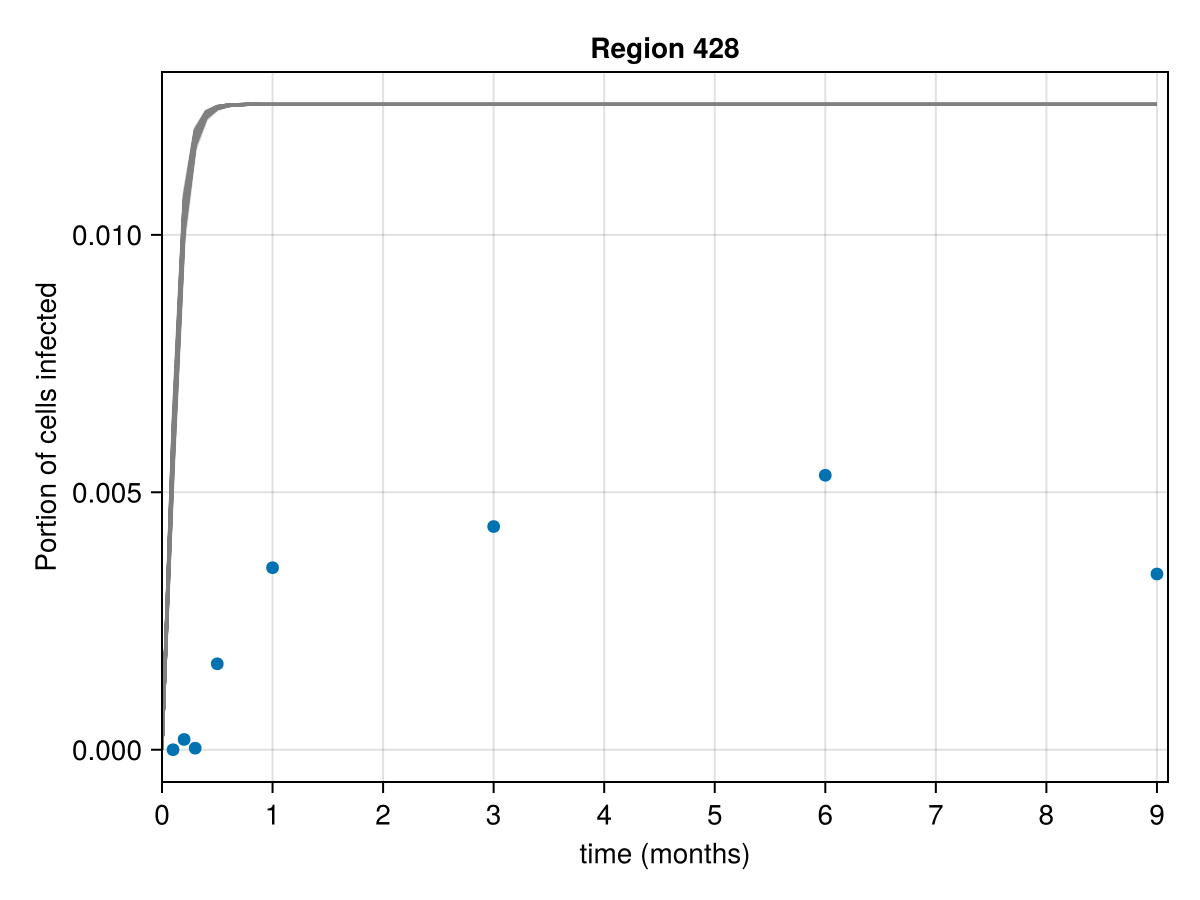 Region 428
Portion of cells infected
0.010
0.005
0.000
0 1 2 3 4 5 6 7 8 9
time (months)